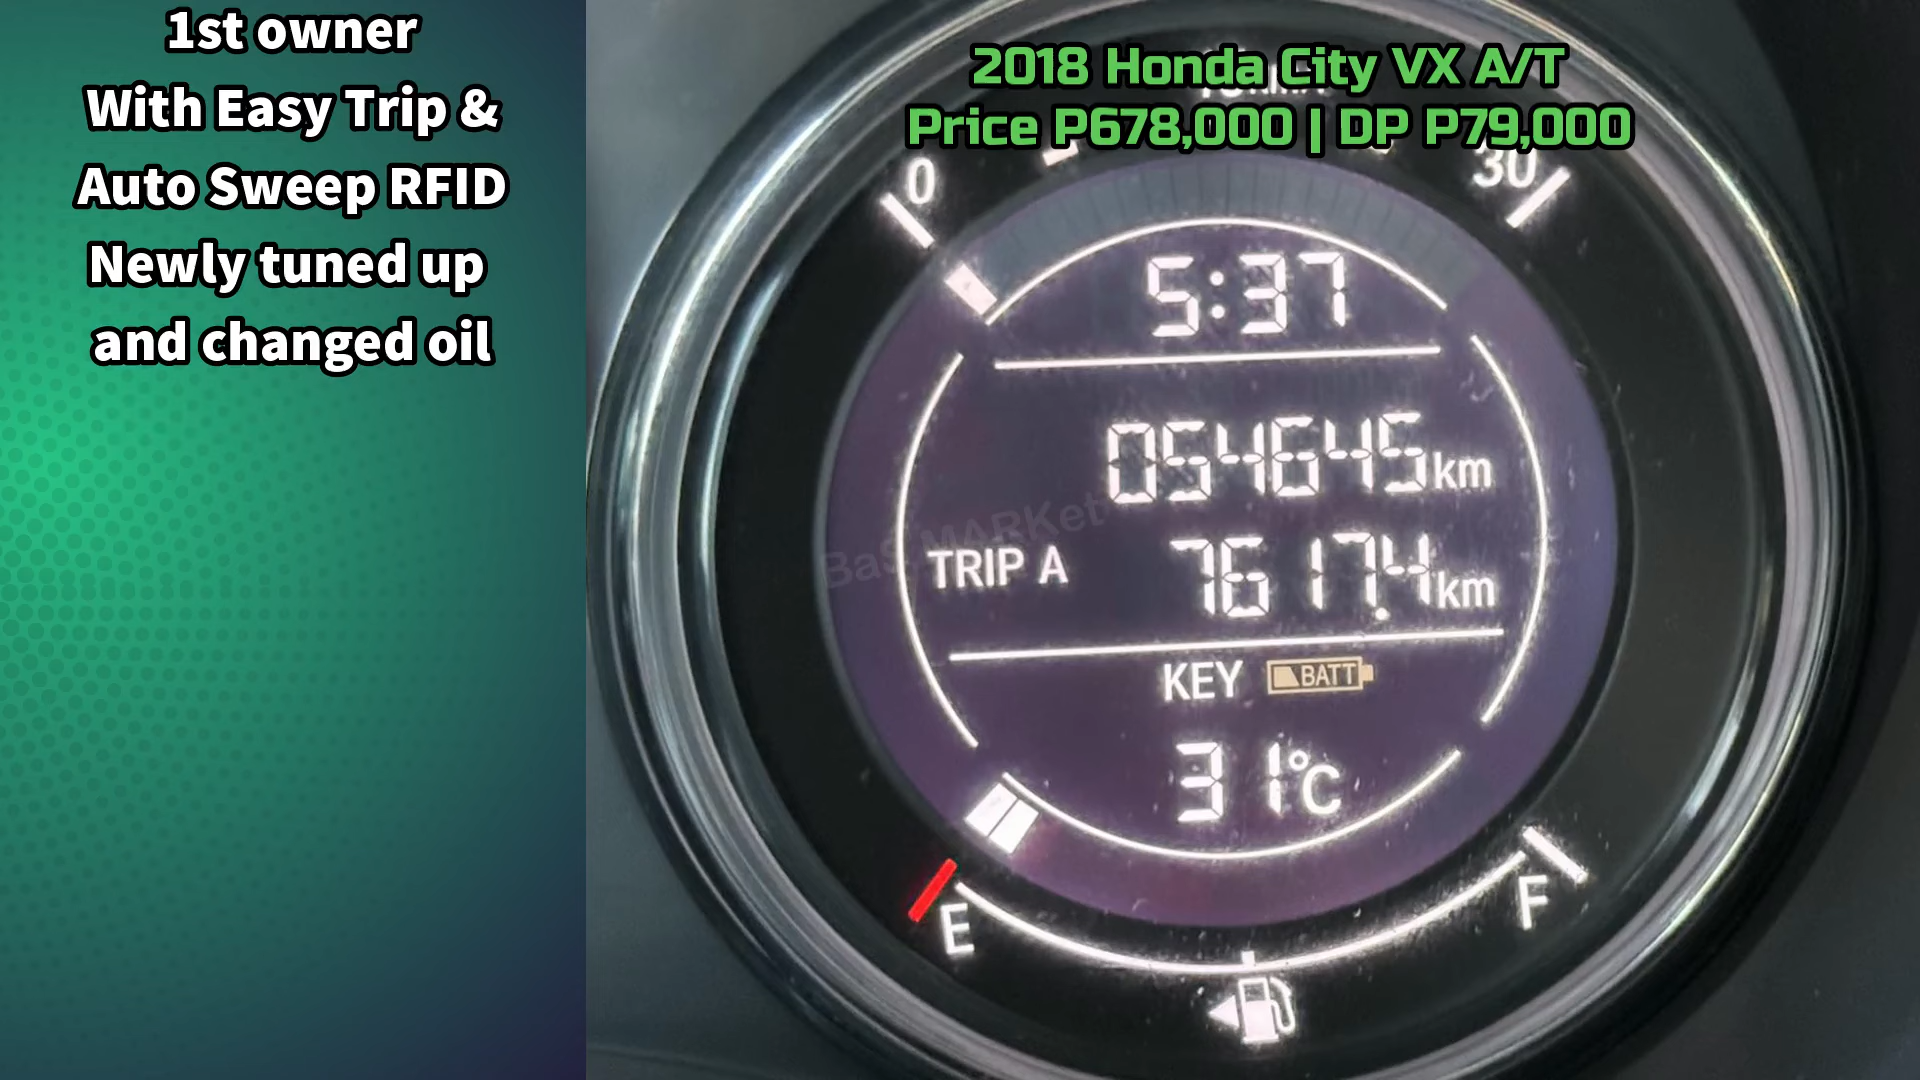 1st owner
With Easy Trip &
Auto Sweep RFID
Newly tuned up
and changed oil
2018 Honda City VX A/T
Price P678,000 | DP P79,000
0
30
5:37
054645km
TRIP A 7617.4km
KEY BATT
31°C
E
F
BaSMARKet